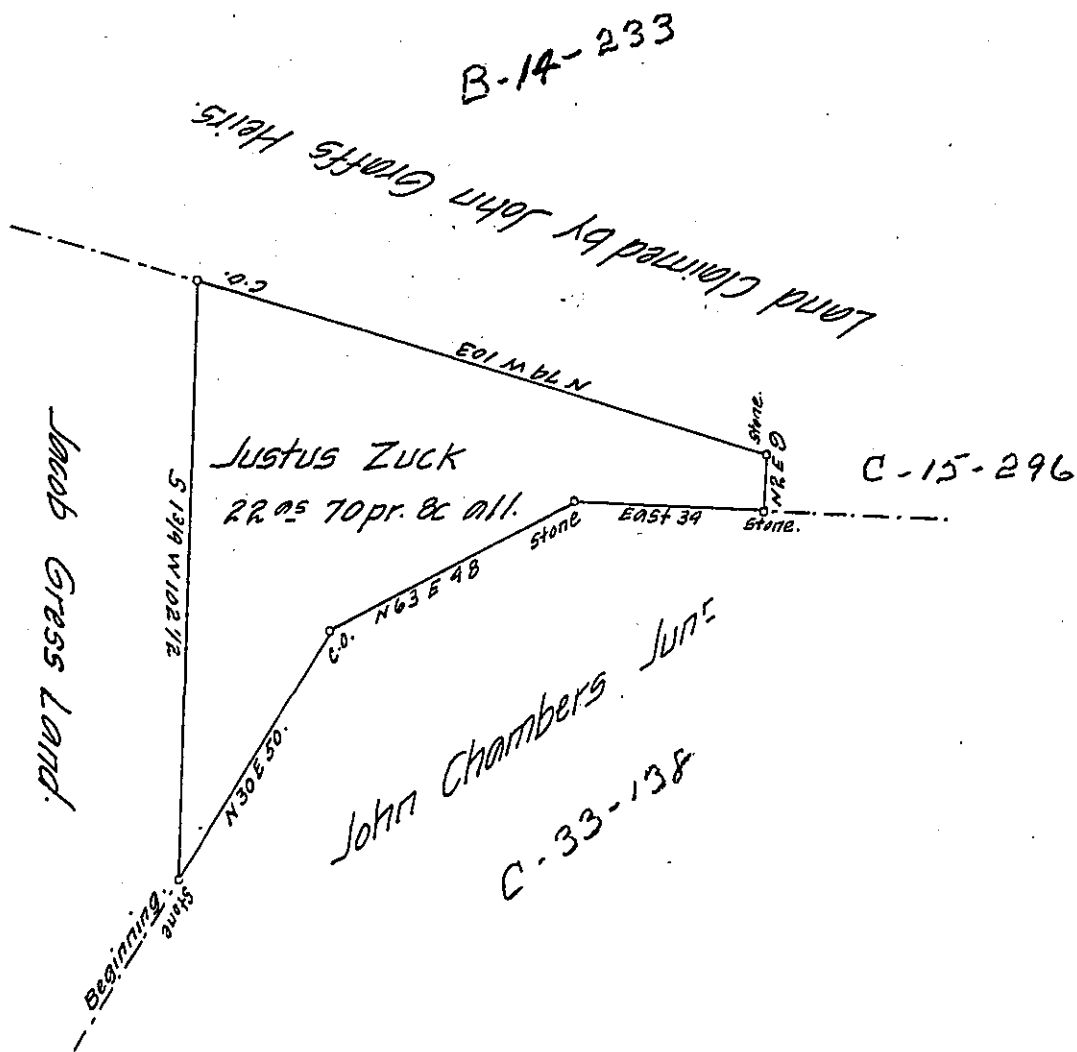 B-14-233
Land Claimed by John Graffs Heirs.
C.O.
N 74 W 103
Stone.
N 2 E 9
C-15-296
Justus Zuck
22 as 70 pr. &c all.
Stone
East 34
Stone.
S 1 3/4 W 102 1/2
Jacob Gress Land.
N 63 E 48
C.O.
N 30 E 50.
John Chambers Junr
C-33-138
Stone
Beginning: